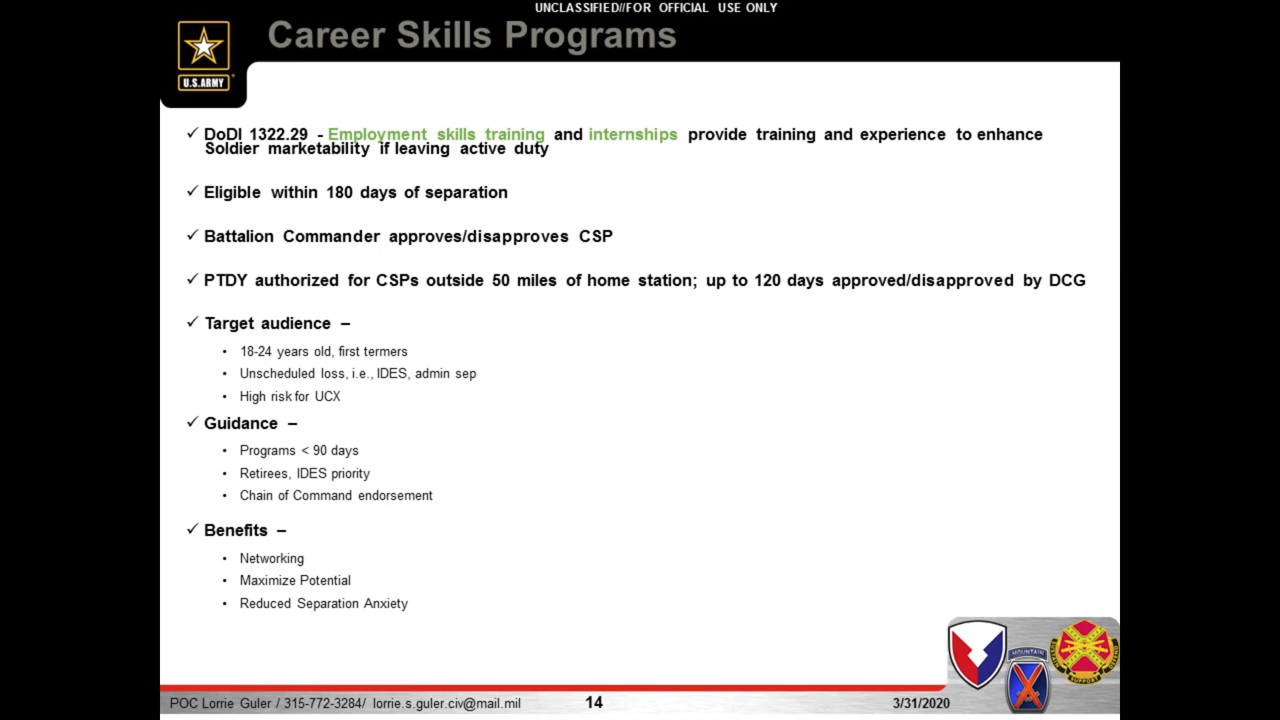 UNCLASSIFIED//FOR OFFICIAL USE ONLY
Career Skills Programs
U.S.ARMY
✓ DoDI 1322.29 - Employment skills training and internships provide training and experience to enhance
Soldier marketability if leaving active duty
✓ Eligible within 180 days of separation
✓ Battalion Commander approves/disapproves CSP
✓ PTDY authorized for CSPs outside 50 miles of home station; up to 120 days approved/disapproved by DCG
✓ Target audience –
• 18-24 years old, first termers
• Unscheduled loss, i.e., IDES, admin sep
• High risk for UCX
✓ Guidance –
• Programs < 90 days
• Retirees, IDES priority
• Chain of Command endorsement
✓ Benefits –
• Networking
• Maximize Potential
• Reduced Separation Anxiety
MOUNTAIN
SUPPORT
POC Lorrie Guler / 315-772-3284/ lorrie.s.guler.civ@mail.mil
14
3/31/2020